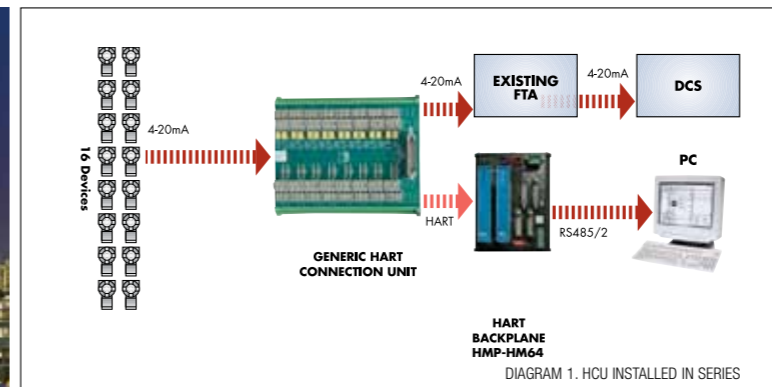 16 Devices
4-20mA
GENERIC HART
CONNECTION UNIT
4-20mA
EXISTING
FTA
4-20mA
DCS
HART
HART
BACKPLANE
HMP-HM64
RS485/2
PC
DIAGRAM 1. HCU INSTALLED IN SERIES